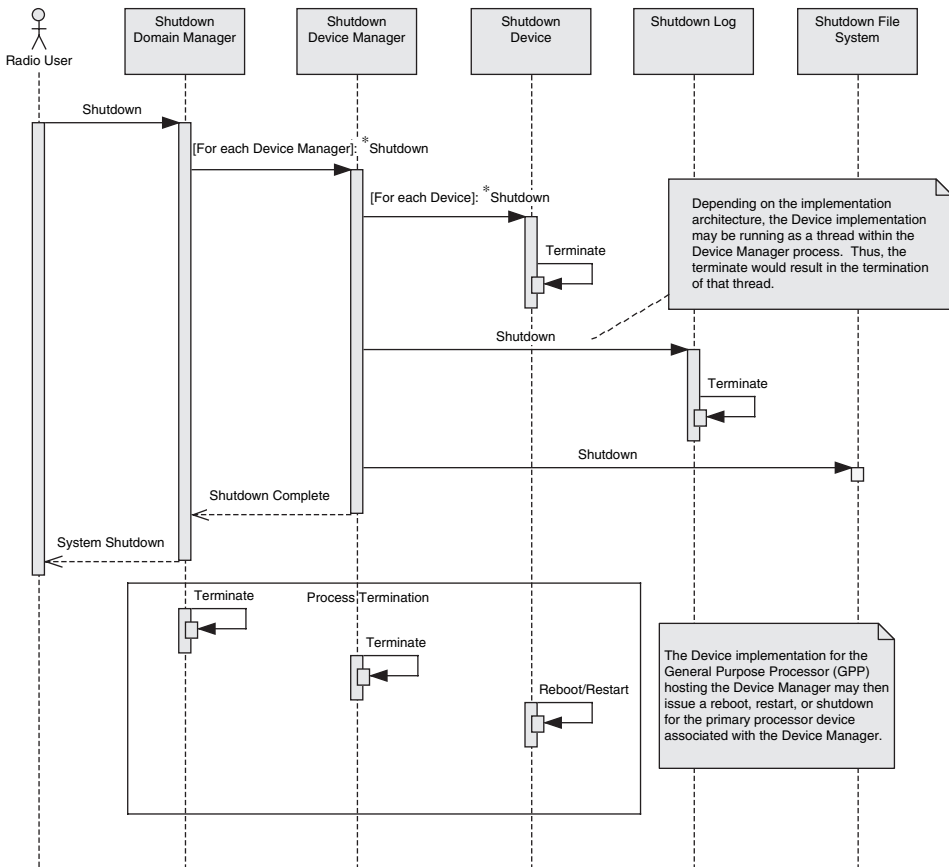 Radio User
Shutdown
Domain Manager
Shutdown
Device Manager
Shutdown
Device
Shutdown Log
Shutdown File
System
Shutdown
[For each Device Manager]: *Shutdown
[For each Device]: *Shutdown
Terminate
Depending on the implementation
architecture, the Device implementation
may be running as a thread within the
Device Manager process. Thus, the
terminate would result in the termination
of that thread.
Shutdown
Terminate
Shutdown
Shutdown Complete
System Shutdown
Process Termination
Terminate
Terminate
Reboot/Restart
The Device implementation for the
General Purpose Processor (GPP)
hosting the Device Manager may then
issue a reboot, restart, or shutdown
for the primary processor device
associated with the Device Manager.